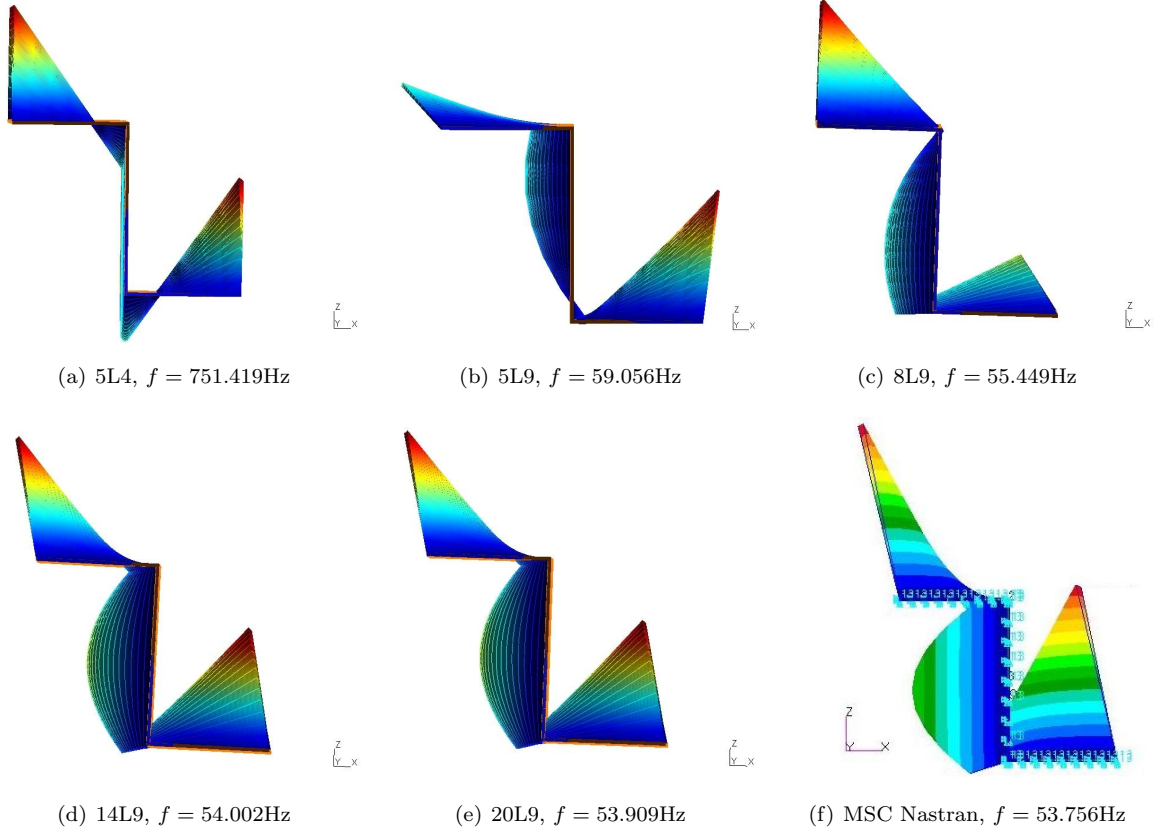 Z
Y X
Z
Y X
Z
Y X
(a) 5L4, f = 751.419Hz
(b) 5L9, f = 59.056Hz
(c) 8L9, f = 55.449Hz
Z
Y X
Z
Y X
Z
Y X
(d) 14L9, f = 54.002Hz
(e) 20L9, f = 53.909Hz
(f) MSC Nastran, f = 53.756Hz